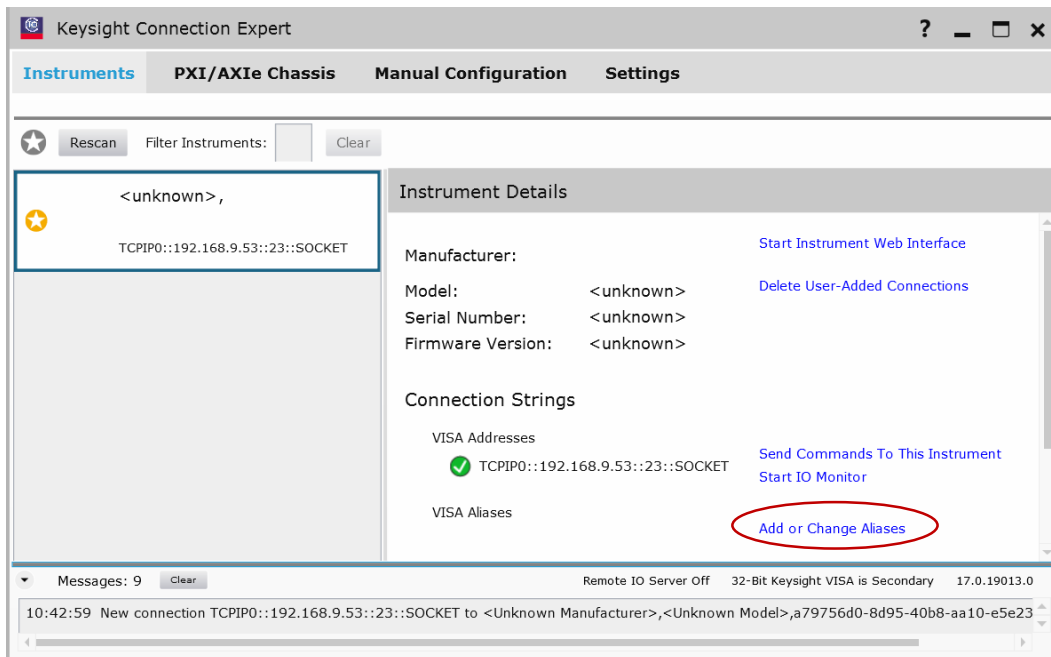 Keysight Connection Expert
?
Instruments PXI/AXIe Chassis Manual Configuration Settings
Rescan Filter Instruments: Clear
<unknown>,
TCPIP0::192.168.9.53::23::SOCKET
Instrument Details
Manufacturer:
Start Instrument Web Interface
Model: <unknown>
Delete User-Added Connections
Serial Number: <unknown>
Firmware Version: <unknown>
Connection Strings
VISA Addresses
TCPIP0::192.168.9.53::23::SOCKET
Send Commands To This Instrument
Start IO Monitor
VISA Aliases
Add or Change Aliases
Messages: 9 Clear Remote IO Server Off 32-Bit Keysight VISA is Secondary 17.0.19013.0
10:42:59 New connection TCPIP0::192.168.9.53::23::SOCKET to <Unknown Manufacturer>,<Unknown Model>,a79756d0-8d95-40b8-aa10-e5e23